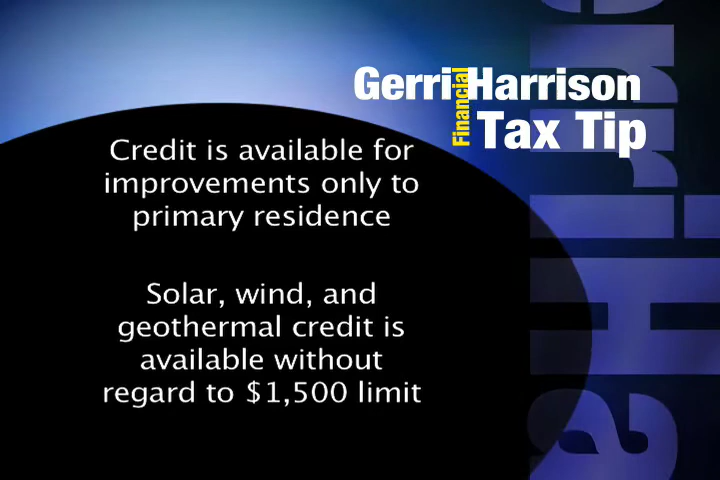 Gerri Financial Harrison
Tax Tip
Credit is available for
improvements only to
primary residence
Solar, wind, and
geothermal credit is
available without
regard to $1,500 limit